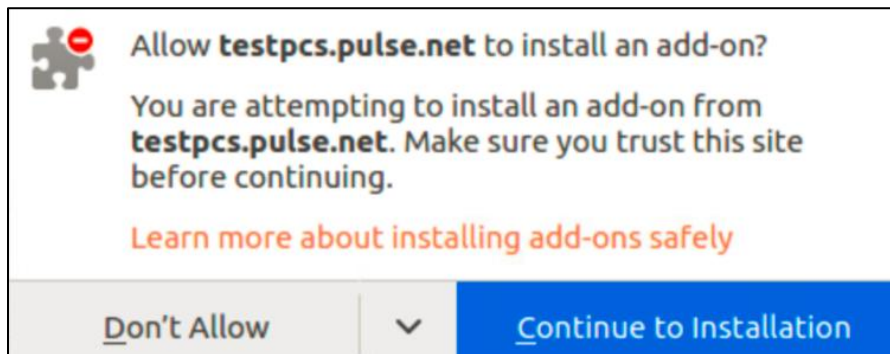 Allow testpcs.pulse.net to install an add-on?
You are attempting to install an add-on from
testpcs.pulse.net. Make sure you trust this site
before continuing.
Learn more about installing add-ons safely
Don't Allow
Continue to Installation